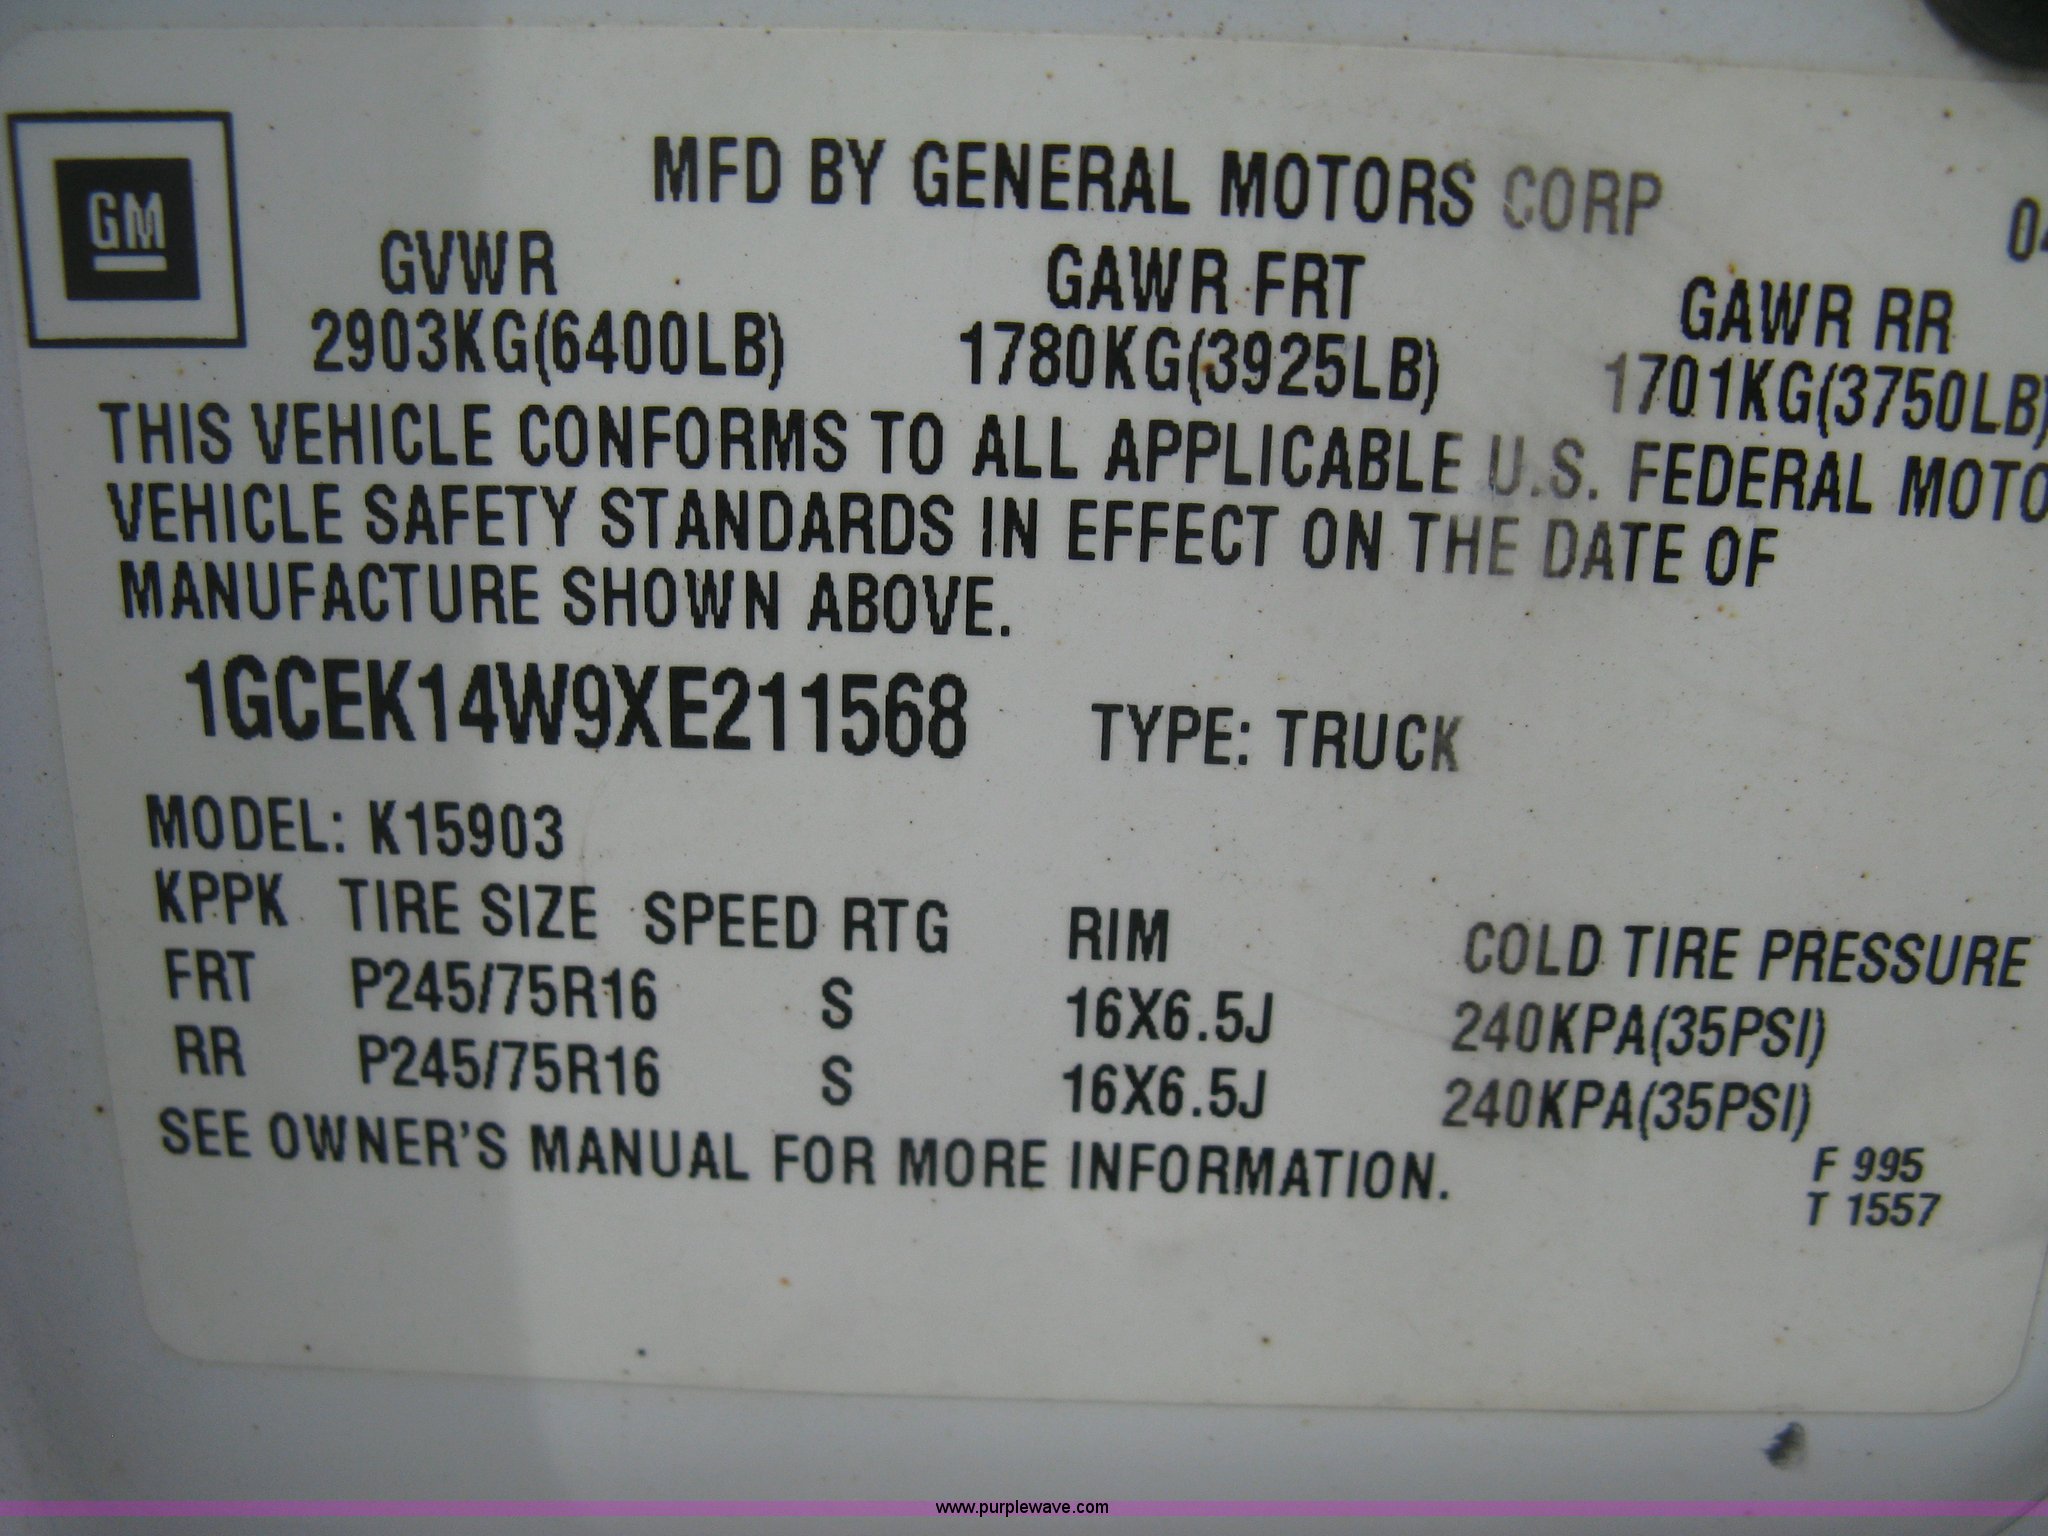 MFD BY GENERAL MOTORS CORP
GM
GVWR GAWR FRT GAWR RR
2903KG(6400LB) 1780KG(3925LB) 1701KG(3750LB)
THIS VEHICLE CONFORMS TO ALL APPLICABLE U.S. FEDERAL MOTO
VEHICLE SAFETY STANDARDS IN EFFECT ON THE DATE OF
MANUFACTURE SHOWN ABOVE.
1GCEK14W9XE211568 TYPE: TRUCK
MODEL: K15903
KPPK TIRE SIZE SPEED RTG RIM COLD TIRE PRESSURE
FRT P245/75R16 S 16X6.5J 240KPA(35PSI)
RR P245/75R16 S 16X6.5J 240KPA(35PSI)
SEE OWNER'S MANUAL FOR MORE INFORMATION.
F 995
T 1557
www.purplewave.com